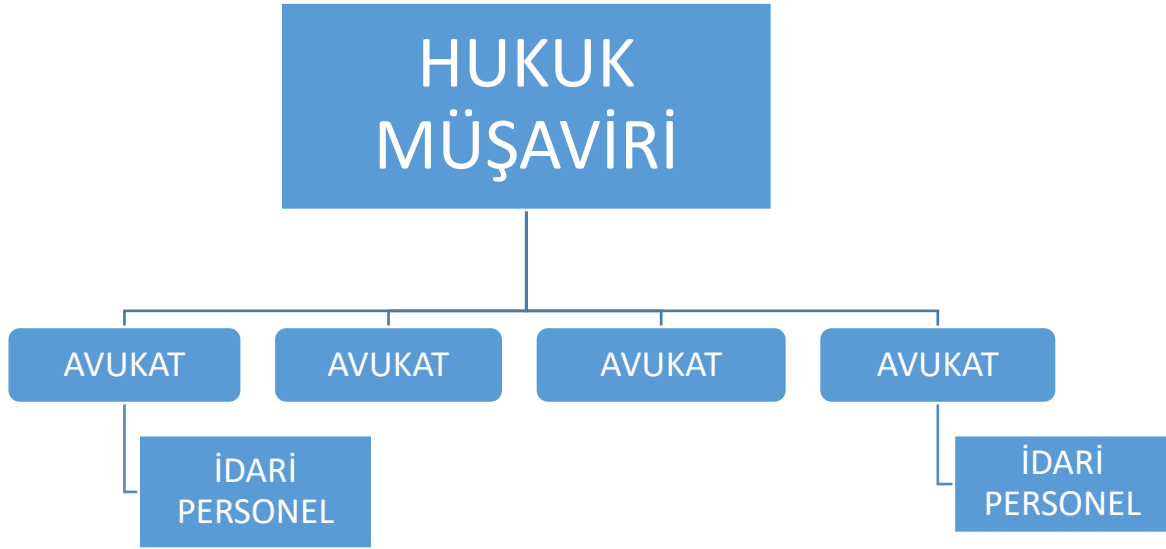 HUKUK
MÜŞAVİRİ
AVUKAT
AVUKAT
AVUKAT
AVUKAT
İDARİ
PERSONEL
İDARİ
PERSONEL